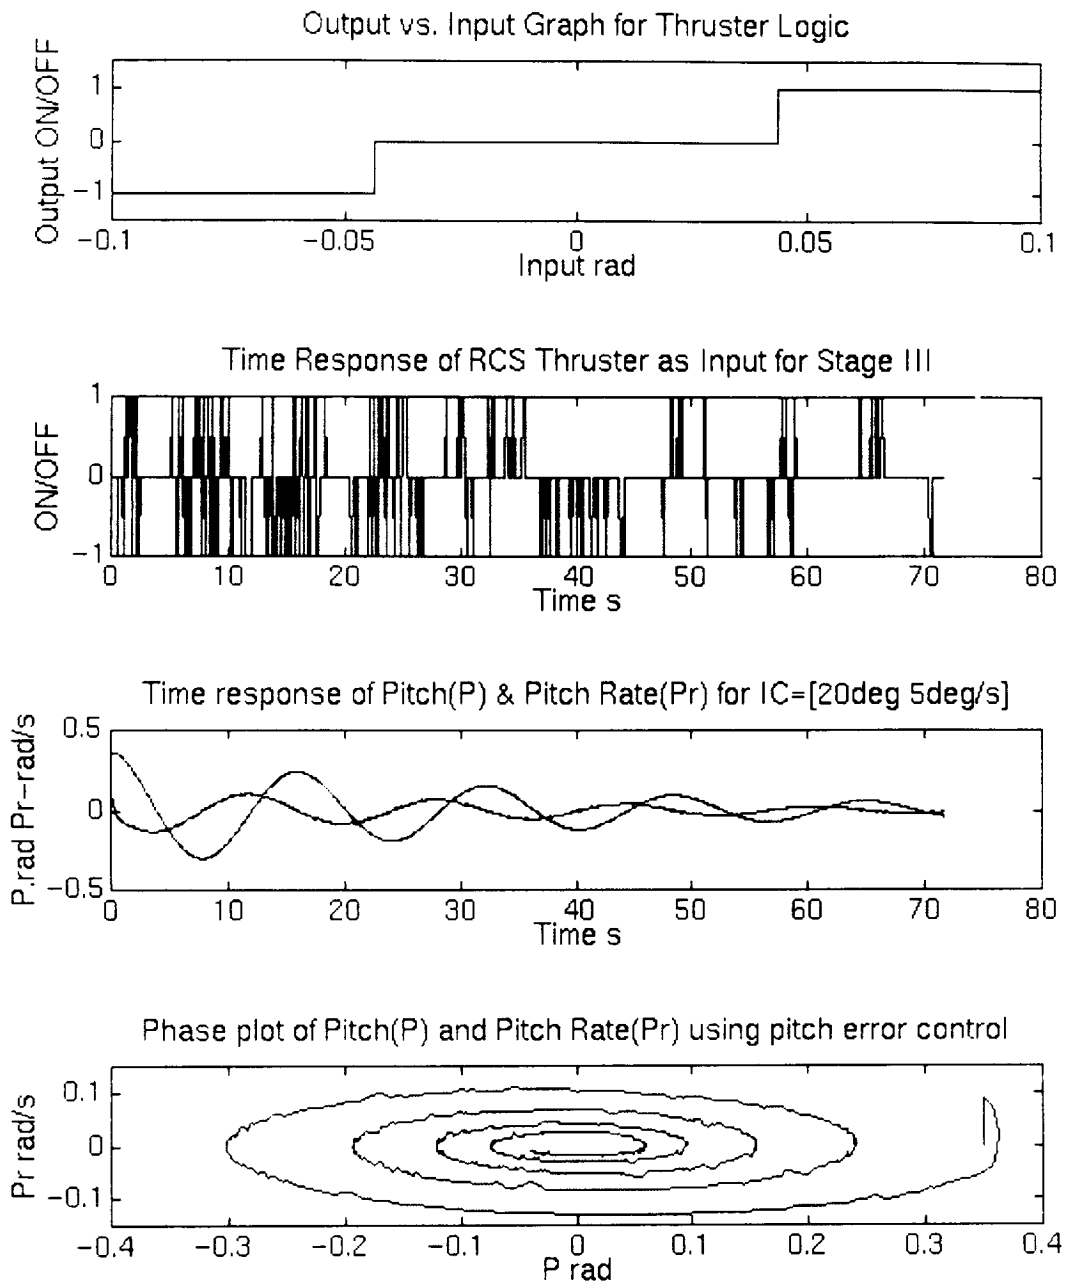 Output vs. Input Graph for Thruster Logic
Output ON/OFF
1
0
−1
−0.1 −0.05 0 0.05 0.1
Input rad
Time Response of RCS Thruster as Input for Stage III
ON/OFF
1
0
−1
0 10 20 30 40 50 60 70 80
Time s
Time response of Pitch(P) & Pitch Rate(Pr) for IC=[20deg 5deg/s]
P.rad Pr−rad/s
0.5
0
−0.5
0 10 20 30 40 50 60 70 80
Time s
Phase plot of Pitch(P) and Pitch Rate(Pr) using pitch error control
Pr rad/s
0.1
0
−0.1
−0.4 −0.3 −0.2 −0.1 0 0.1 0.2 0.3 0.4
P rad